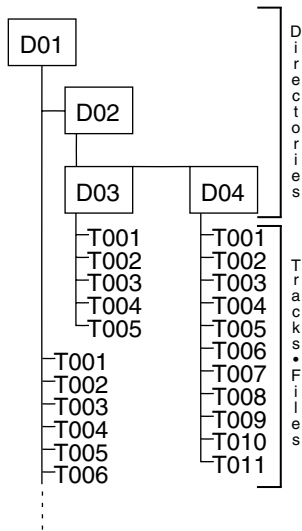 D01
D02
D03
D04
T001
T002
T003
T004
T005
T001
T002
T003
T004
T005
T006
T007
T008
T009
T010
T011
T001
T002
T003
T004
T005
T006
Directories
Tracks•Files